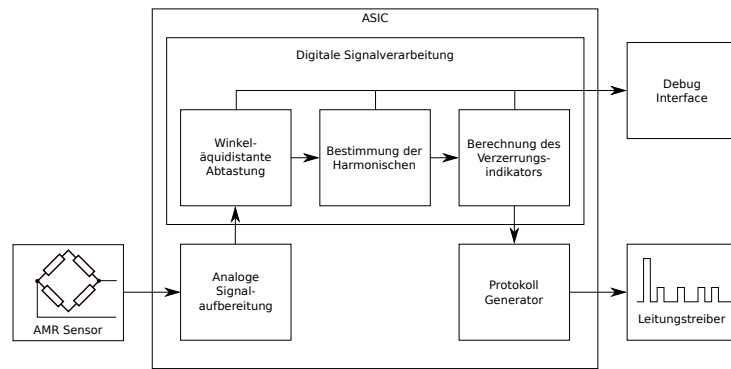 ASIC
Digitale Signalverarbeitung
Debug
Interface
Winkel-
äquidistante
Abtastung
Bestimmung der
Harmonischen
Berechnung des
Verzerrungs-
indikators
AMR Sensor
Analoge
Signal-
aufbereitung
Protokoll
Generator
Leitungstreiber